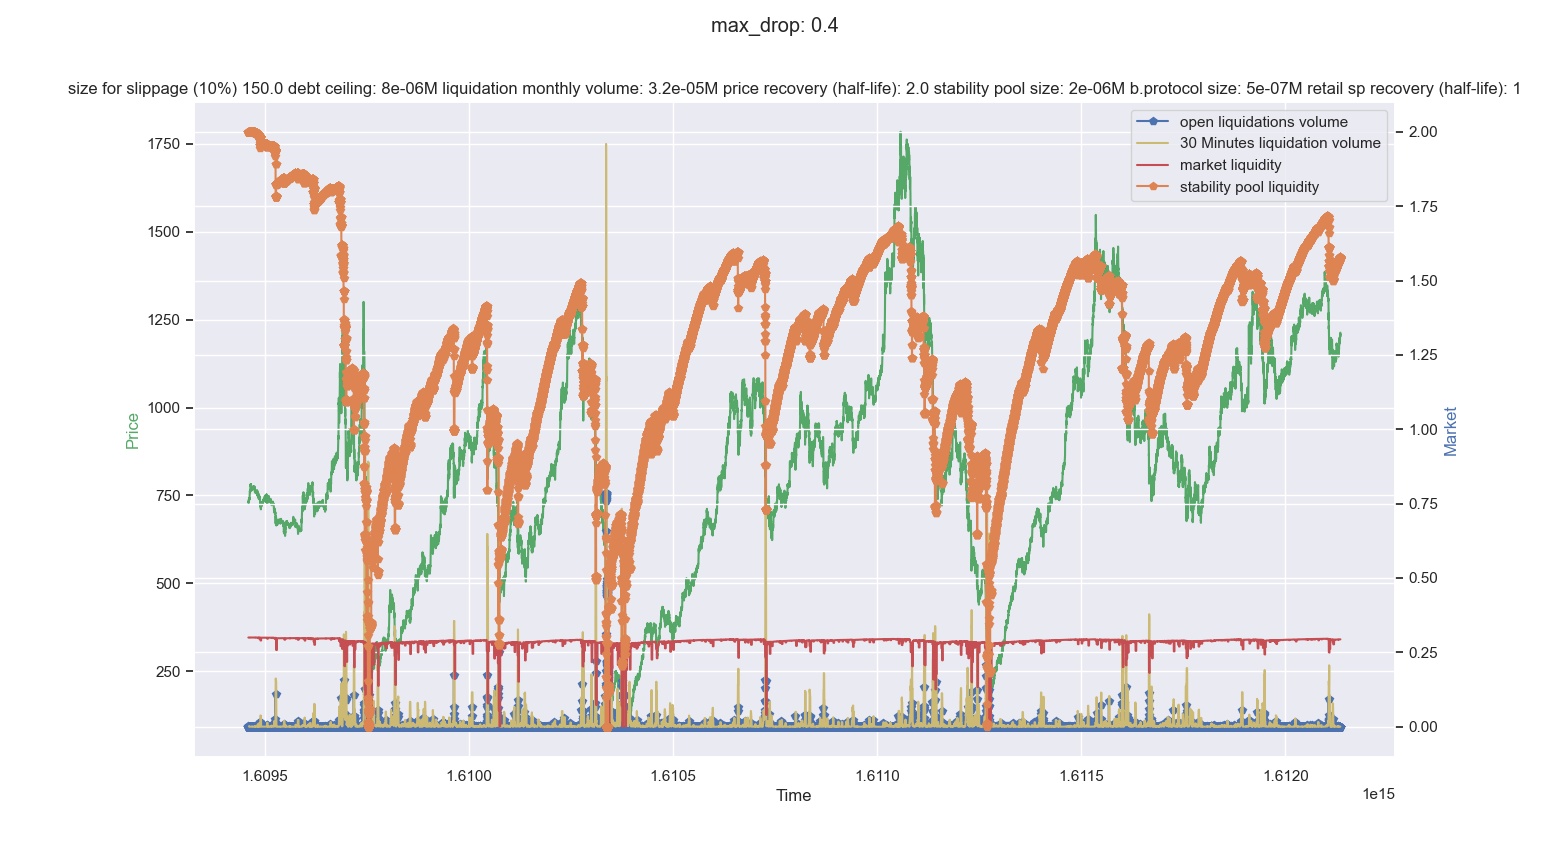 max_drop: 0.4
size for slippage (10%) 150.0 debt ceiling: 8e-06M liquidation monthly volume: 3.2e-05M price recovery (half-life): 2.0 stability pool size: 2e-06M b.protocol size: 5e-07M retail sp recovery (half-life): 1
open liquidations volume
30 Minutes liquidation volume
market liquidity
stability pool liquidity
1750
1500
1250
1000
750
500
250
Price
2.00
1.75
1.50
1.25
1.00
0.75
0.50
0.25
0.00
Market
1.6095
1.6100
1.6105
1.6110
1.6115
1.6120
1e15
Time